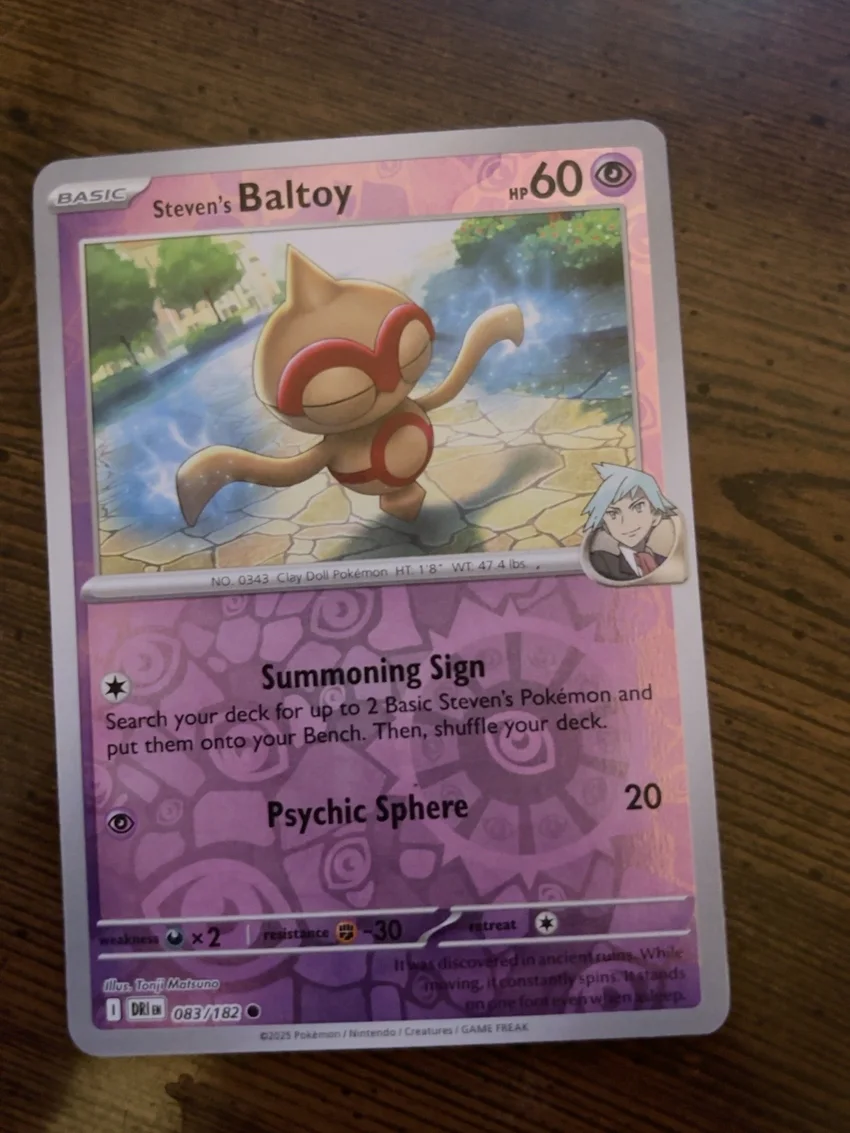 BASIC Steven's Baltoy HP 60
NO. 0343 Clay Doll Pokémon HT. 1'8" WT. 47.4 lbs.
Summoning Sign
Search your deck for up to 2 Basic Steven's Pokémon and
put them onto your Bench. Then, shuffle your deck.
Psychic Sphere 20
weakness ×2 resistance -30 retreat
It was discovered in ancient ruins. While
moving, it constantly spins. It stands
on one foot even when asleep.
Illus. Tonji Matsuno
I DRI EN 083/182
©2025 Pokémon / Nintendo / Creatures / GAME FREAK